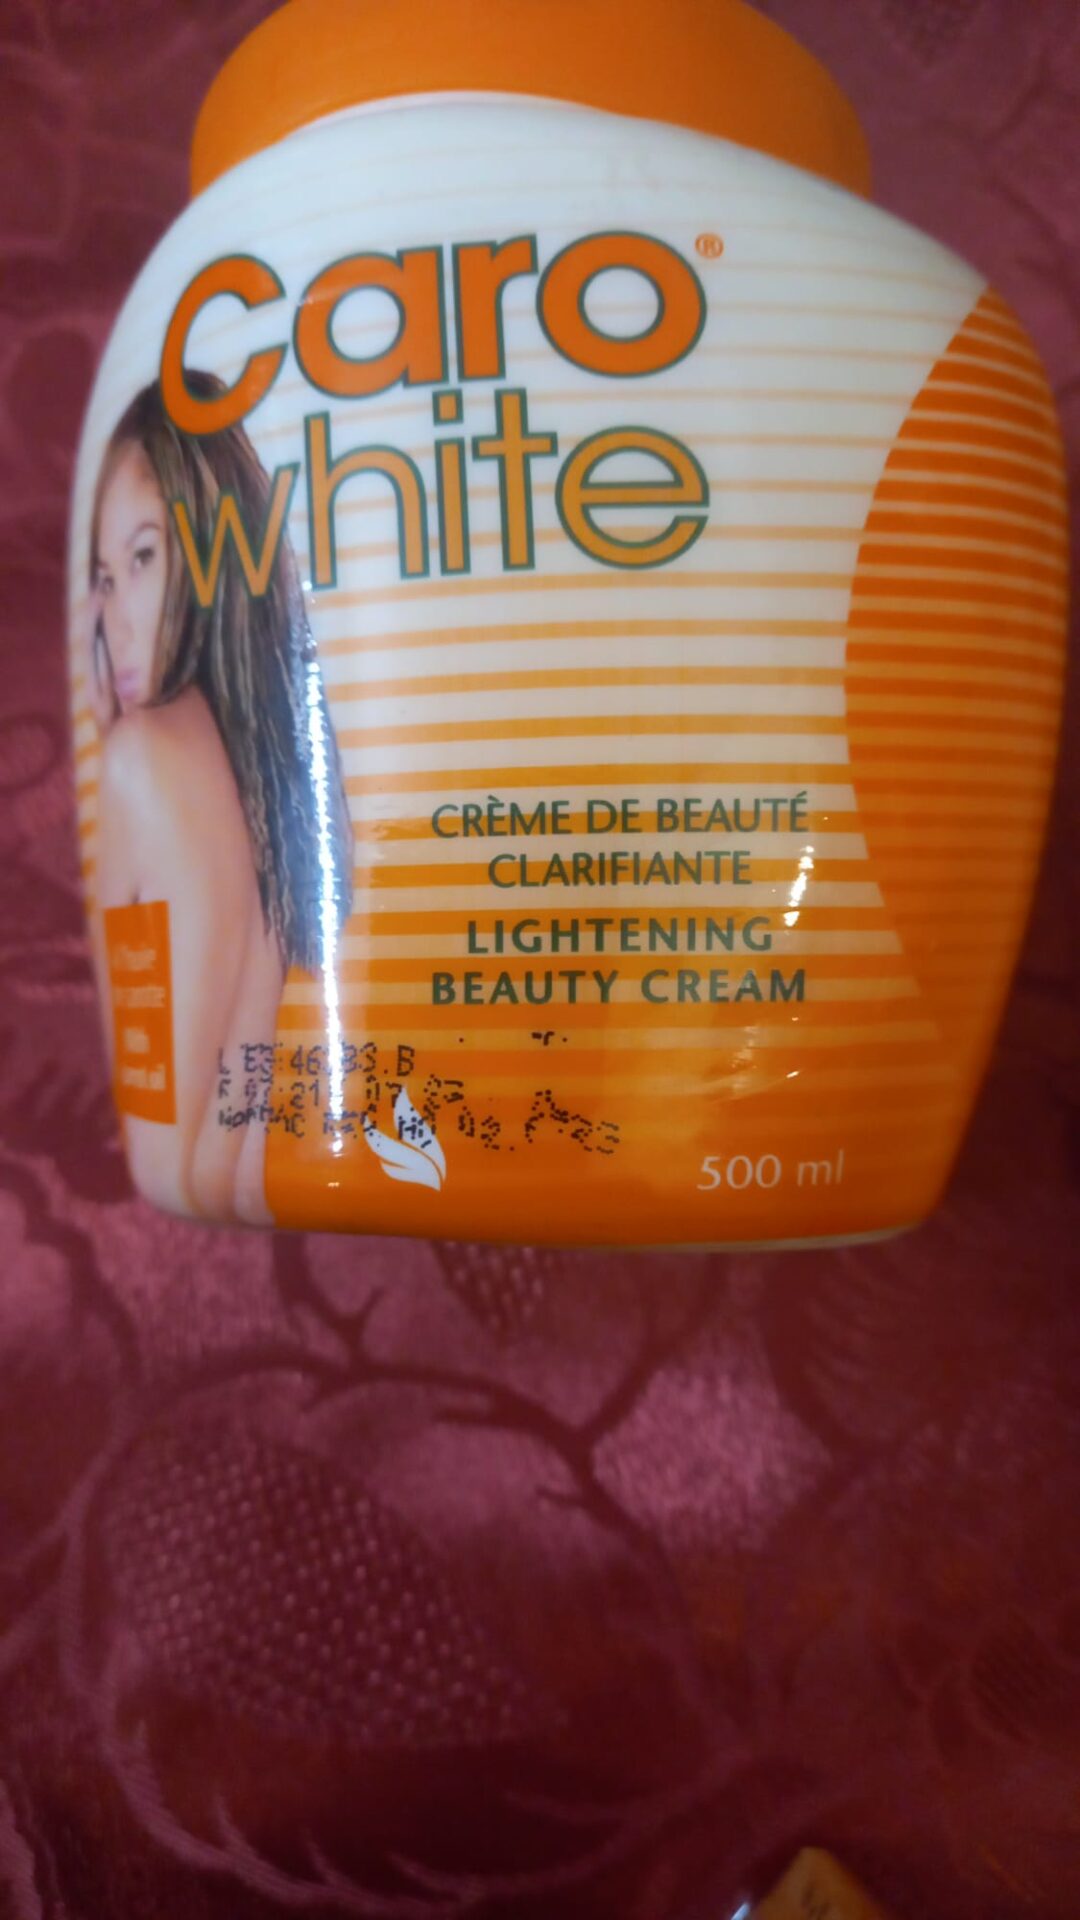 caro®
white
CRÈME DE BEAUTÉ
CLARIFIANTE
LIGHTENING
BEAUTY CREAM
500 ml